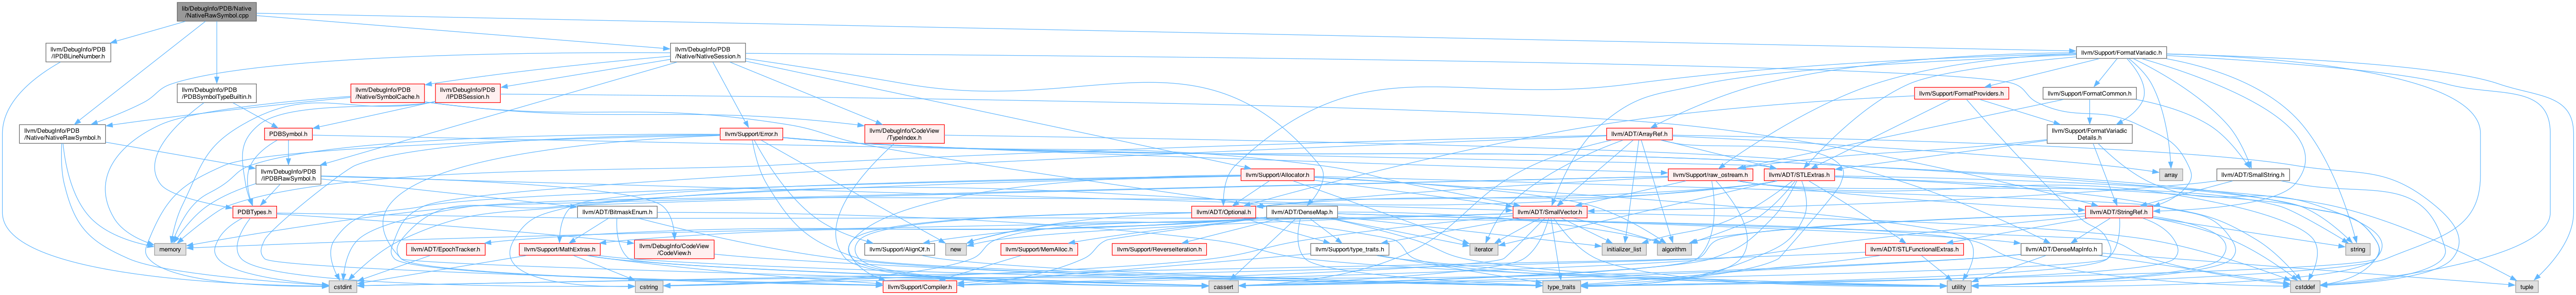 lib/DebugInfo/PDB/Native
/NativeRawSymbol.cpp
llvm/DebugInfo/PDB
/IPDBLineNumber.h
llvm/DebugInfo/PDB
/Native/NativeSession.h
llvm/Support/FormatVariadic.h
llvm/DebugInfo/PDB
/PDBSymbolTypeBuiltin.h
llvm/DebugInfo/PDB
/Native/SymbolCache.h
llvm/DebugInfo/PDB
/IPDBSession.h
llvm/Support/FormatProviders.h
llvm/Support/FormatCommon.h
llvm/DebugInfo/PDB
/Native/NativeRawSymbol.h
PDBSymbol.h
llvm/Support/Error.h
llvm/DebugInfo/CodeView
/TypeIndex.h
llvm/ADT/ArrayRef.h
llvm/Support/FormatVariadic
Details.h
llvm/DebugInfo/PDB
/IPDBRawSymbol.h
llvm/Support/Allocator.h
llvm/Support/raw_ostream.h
llvm/ADT/STLExtras.h
array
llvm/ADT/SmallString.h
PDBTypes.h
llvm/ADT/BitmaskEnum.h
llvm/ADT/Optional.h
llvm/ADT/DenseMap.h
llvm/ADT/SmallVector.h
llvm/ADT/StringRef.h
memory
llvm/ADT/EpochTracker.h
llvm/Support/MathExtras.h
llvm/DebugInfo/CodeView
/CodeView.h
llvm/Support/AlignOf.h
new
llvm/Support/MemAlloc.h
llvm/Support/ReverseIteration.h
llvm/Support/type_traits.h
iterator
initializer_list
algorithm
llvm/ADT/STLFunctionalExtras.h
llvm/ADT/DenseMapInfo.h
string
cstdint
cstring
llvm/Support/Compiler.h
cassert
type_traits
utility
cstddef
tuple